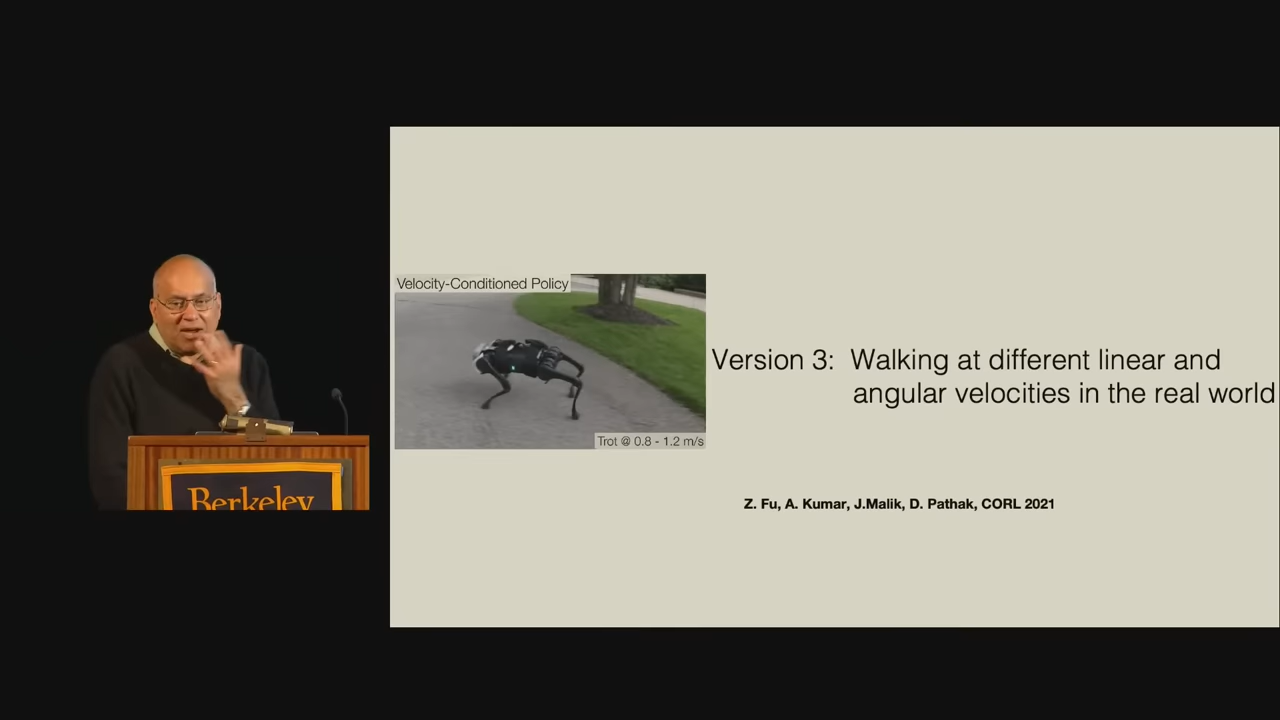 Velocity-Conditioned Policy
Trot @ 0.8 - 1.2 m/s
Version 3: Walking at different linear and
angular velocities in the real world
Z. Fu, A. Kumar, J.Malik, D. Pathak, CORL 2021
Berkeley